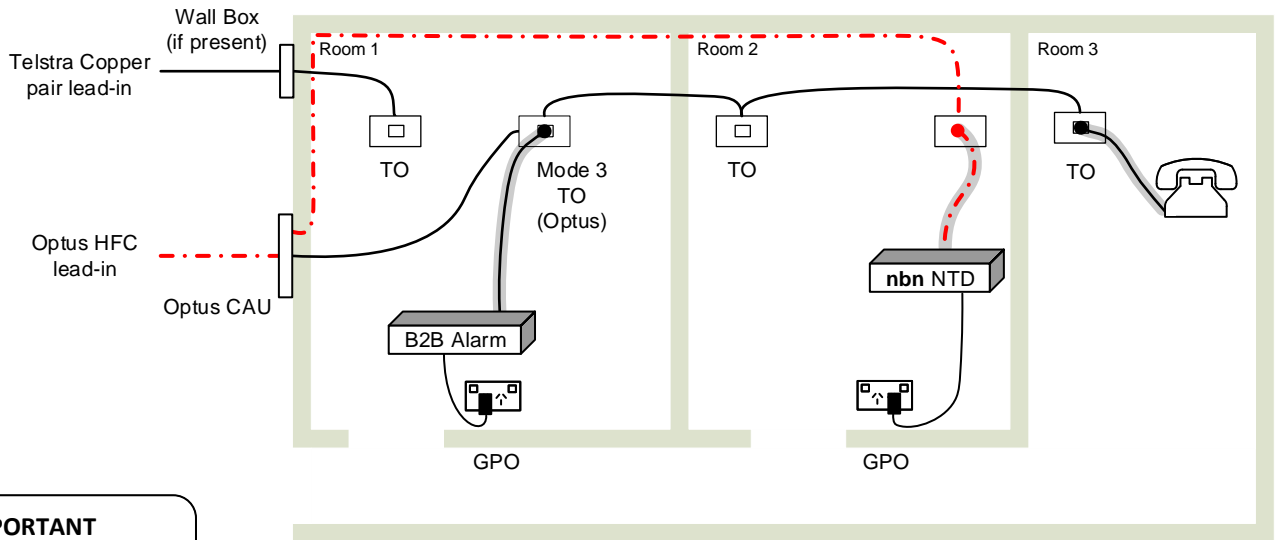 Wall Box
(if present)
Telstra Copper
pair lead-in
Room 1
Room 2
Room 3
TO
Mode 3
TO
(Optus)
TO
TO
Optus HFC
lead-in
Optus CAU
nbn NTD
B2B Alarm
GPO
GPO
PORTANT